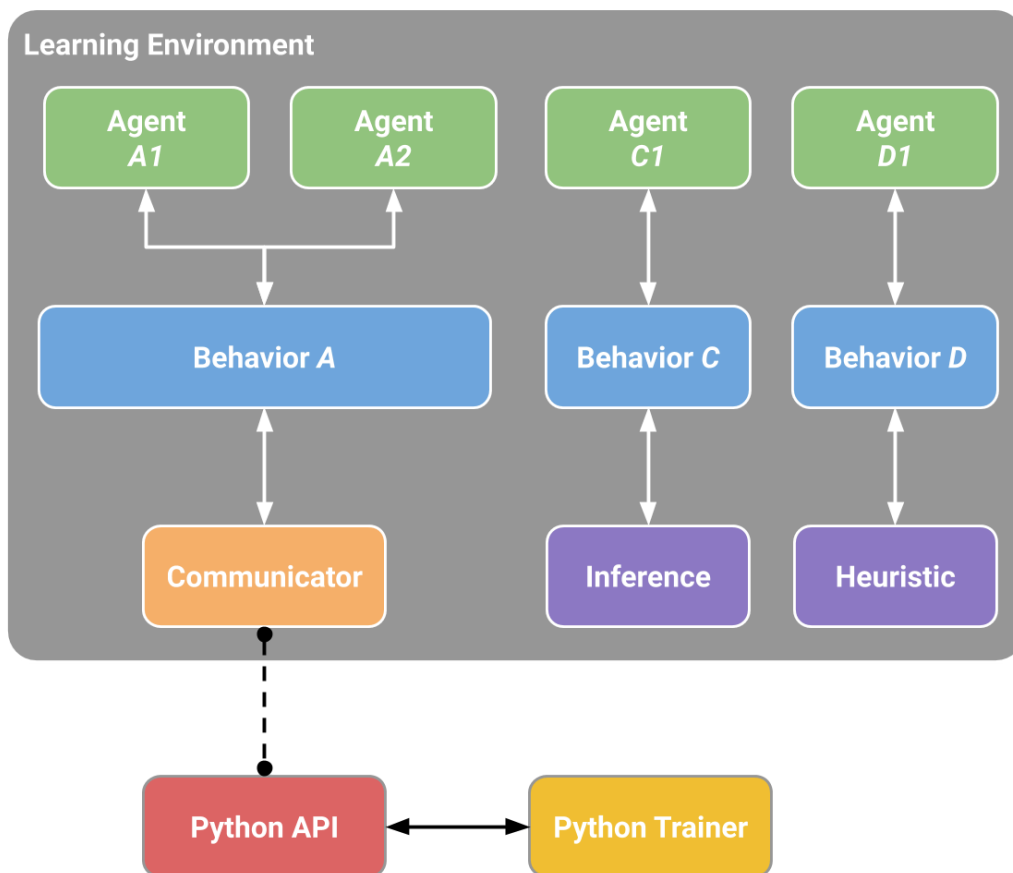 Learning Environment
Agent
A1
Agent
A2
Agent
C1
Agent
D1
Behavior A
Behavior C
Behavior D
Communicator
Inference
Heuristic
Python API
Python Trainer